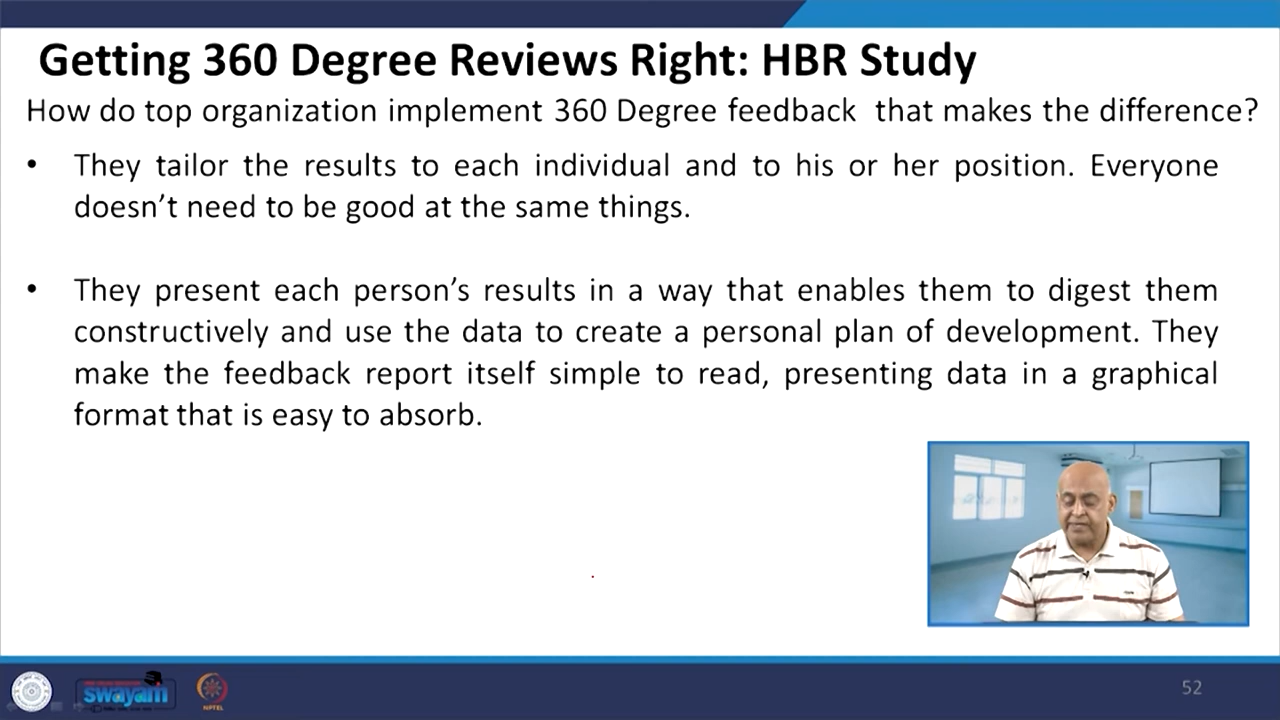 Getting 360 Degree Reviews Right: HBR Study
How do top organization implement 360 Degree feedback that makes the difference?
• They tailor the results to each individual and to his or her position. Everyone
doesn’t need to be good at the same things.
• They present each person’s results in a way that enables them to digest them
constructively and use the data to create a personal plan of development. They
make the feedback report itself simple to read, presenting data in a graphical
format that is easy to absorb.
swayam
NPTEL
52